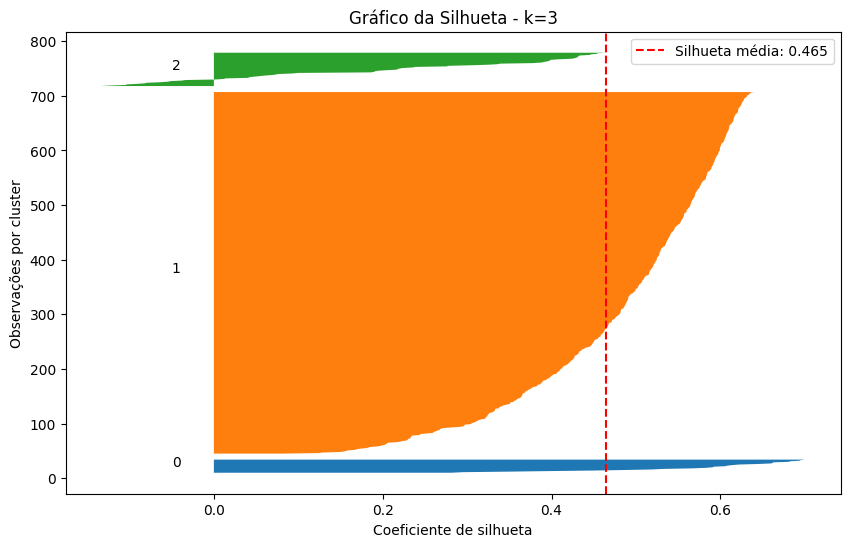 Gráfico da Silhueta - k=3
Silhueta média: 0.465
Observações por cluster
800
700
600
500
400
300
200
100
0
2
1
0
0.0 0.2 0.4 0.6
Coeficiente de silhueta